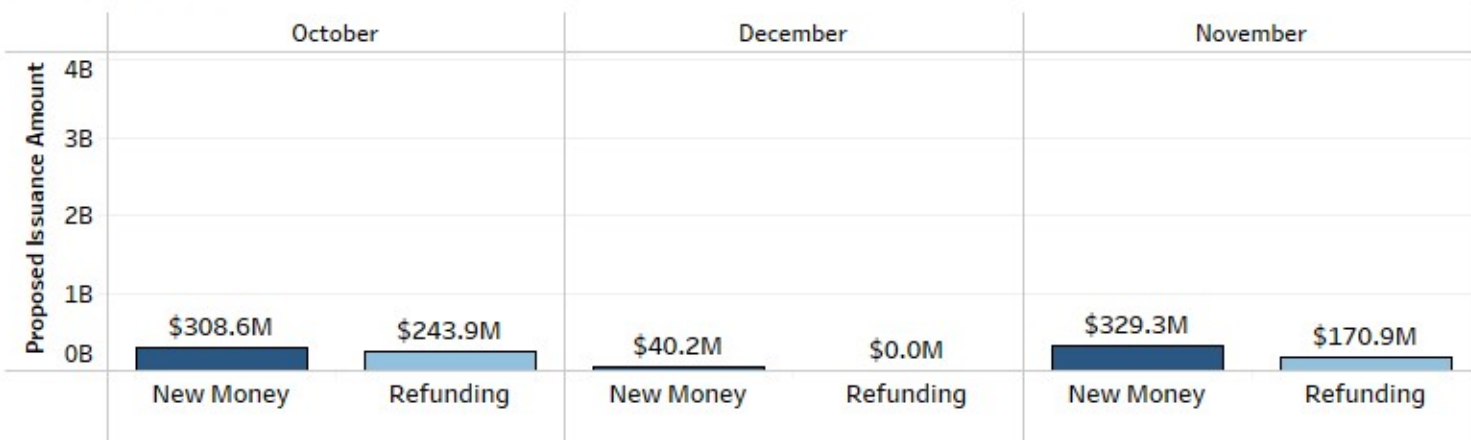 October December November
Proposed Issuance Amount
4B
3B
2B
1B
0B
$308.6M $243.9M $40.2M $0.0M $329.3M $170.9M
New Money Refunding New Money Refunding New Money Refunding